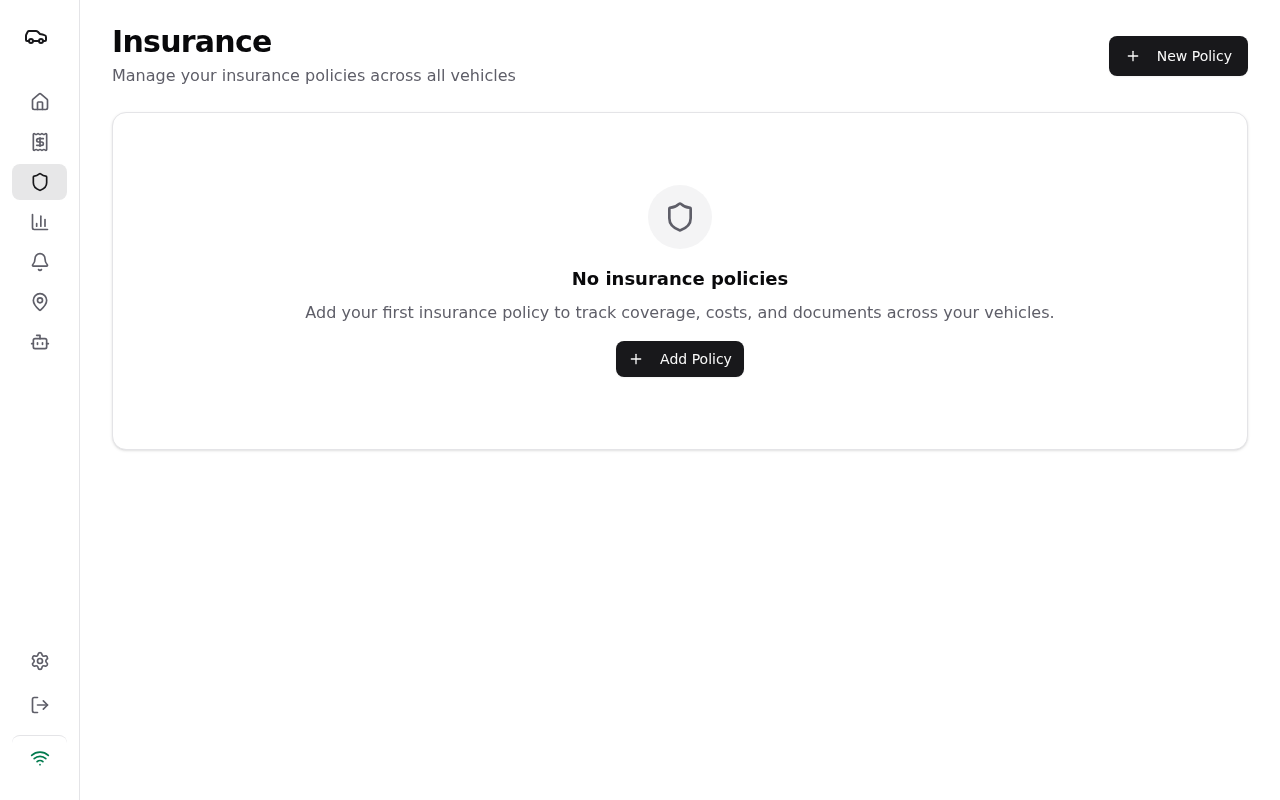 Insurance
Manage your insurance policies across all vehicles
New Policy
No insurance policies
Add your first insurance policy to track coverage, costs, and documents across your vehicles.
Add Policy